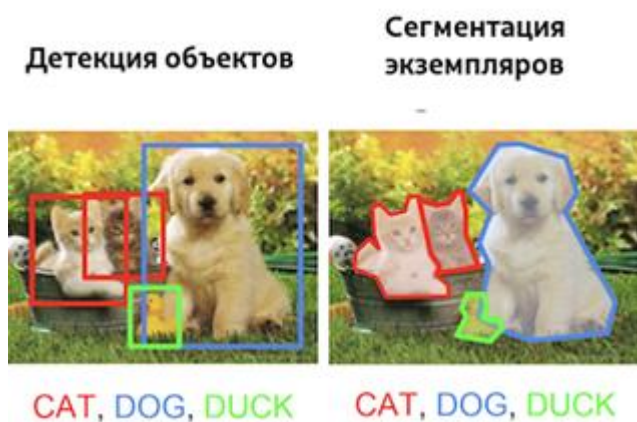 Детекция объектов
Сегментация
экземпляров
CAT, DOG, DUCK
CAT, DOG, DUCK